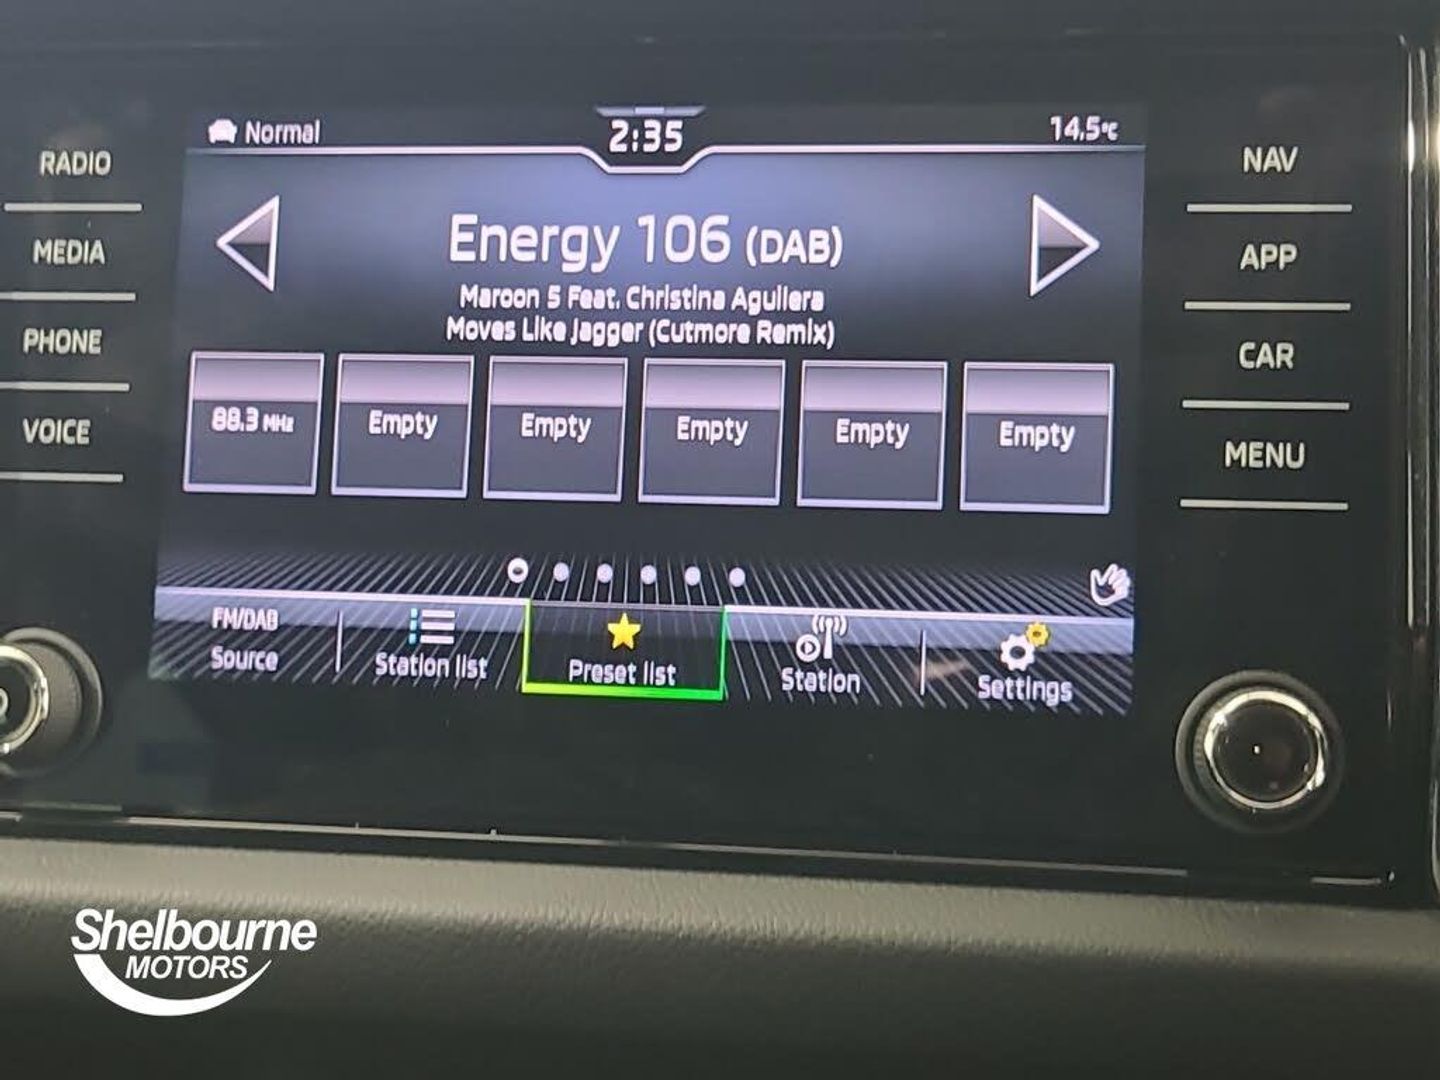 Normal
2:35
14.5°C
RADIO
MEDIA
PHONE
VOICE
NAV
APP
CAR
MENU
Energy 106 (DAB)
Maroon 5 Feat. Christina Aguilera
Moves Like Jagger (Cutmore Remix)
88.3 MHz
Empty
Empty
Empty
Empty
Empty
FM/DAB
Source
Station list
Preset list
Station
Settings
Shelbourne
MOTORS